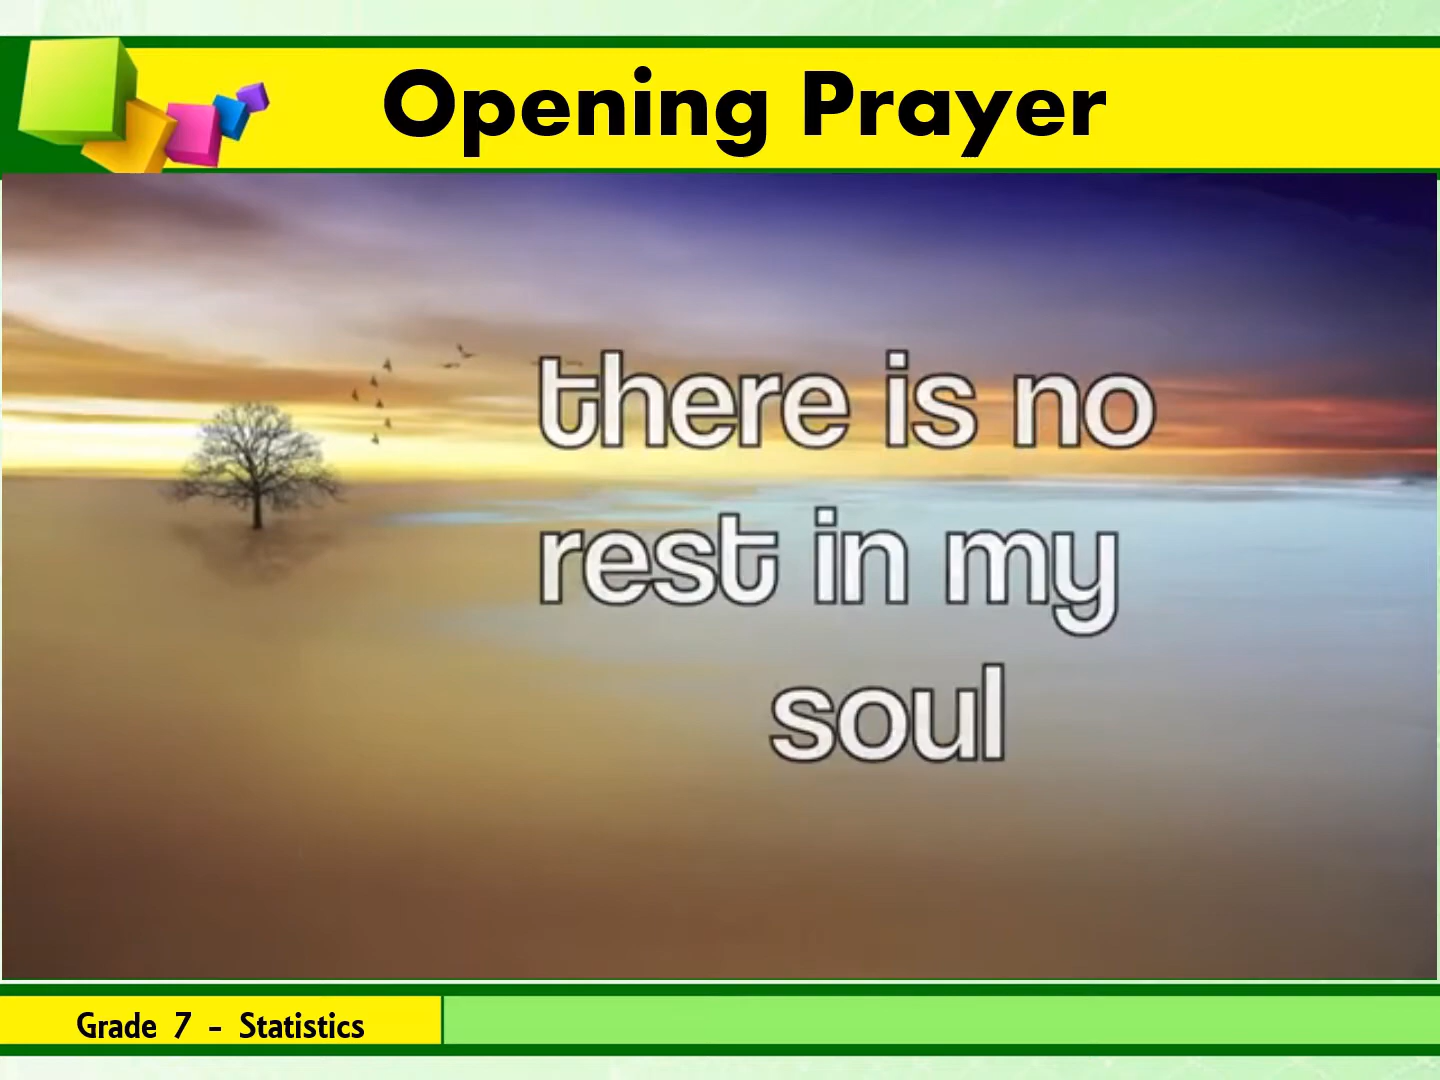 Opening Prayer
there is no
rest in my
soul
Grade 7 - Statistics